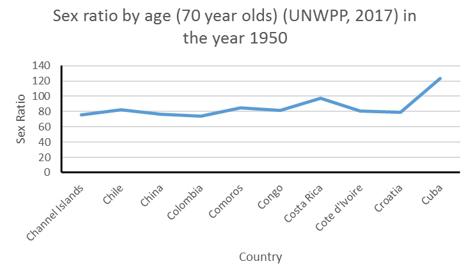 Sex ratio by age (70 year olds) (UNWPP, 2017) in
the year 1950
140
120
100
80
60
40
20
0
Sex Ratio
Channel Islands
Chile
China
Colombia
Comoros
Congo
Costa Rica
Cote d'Ivoire
Croatia
Cuba
Country